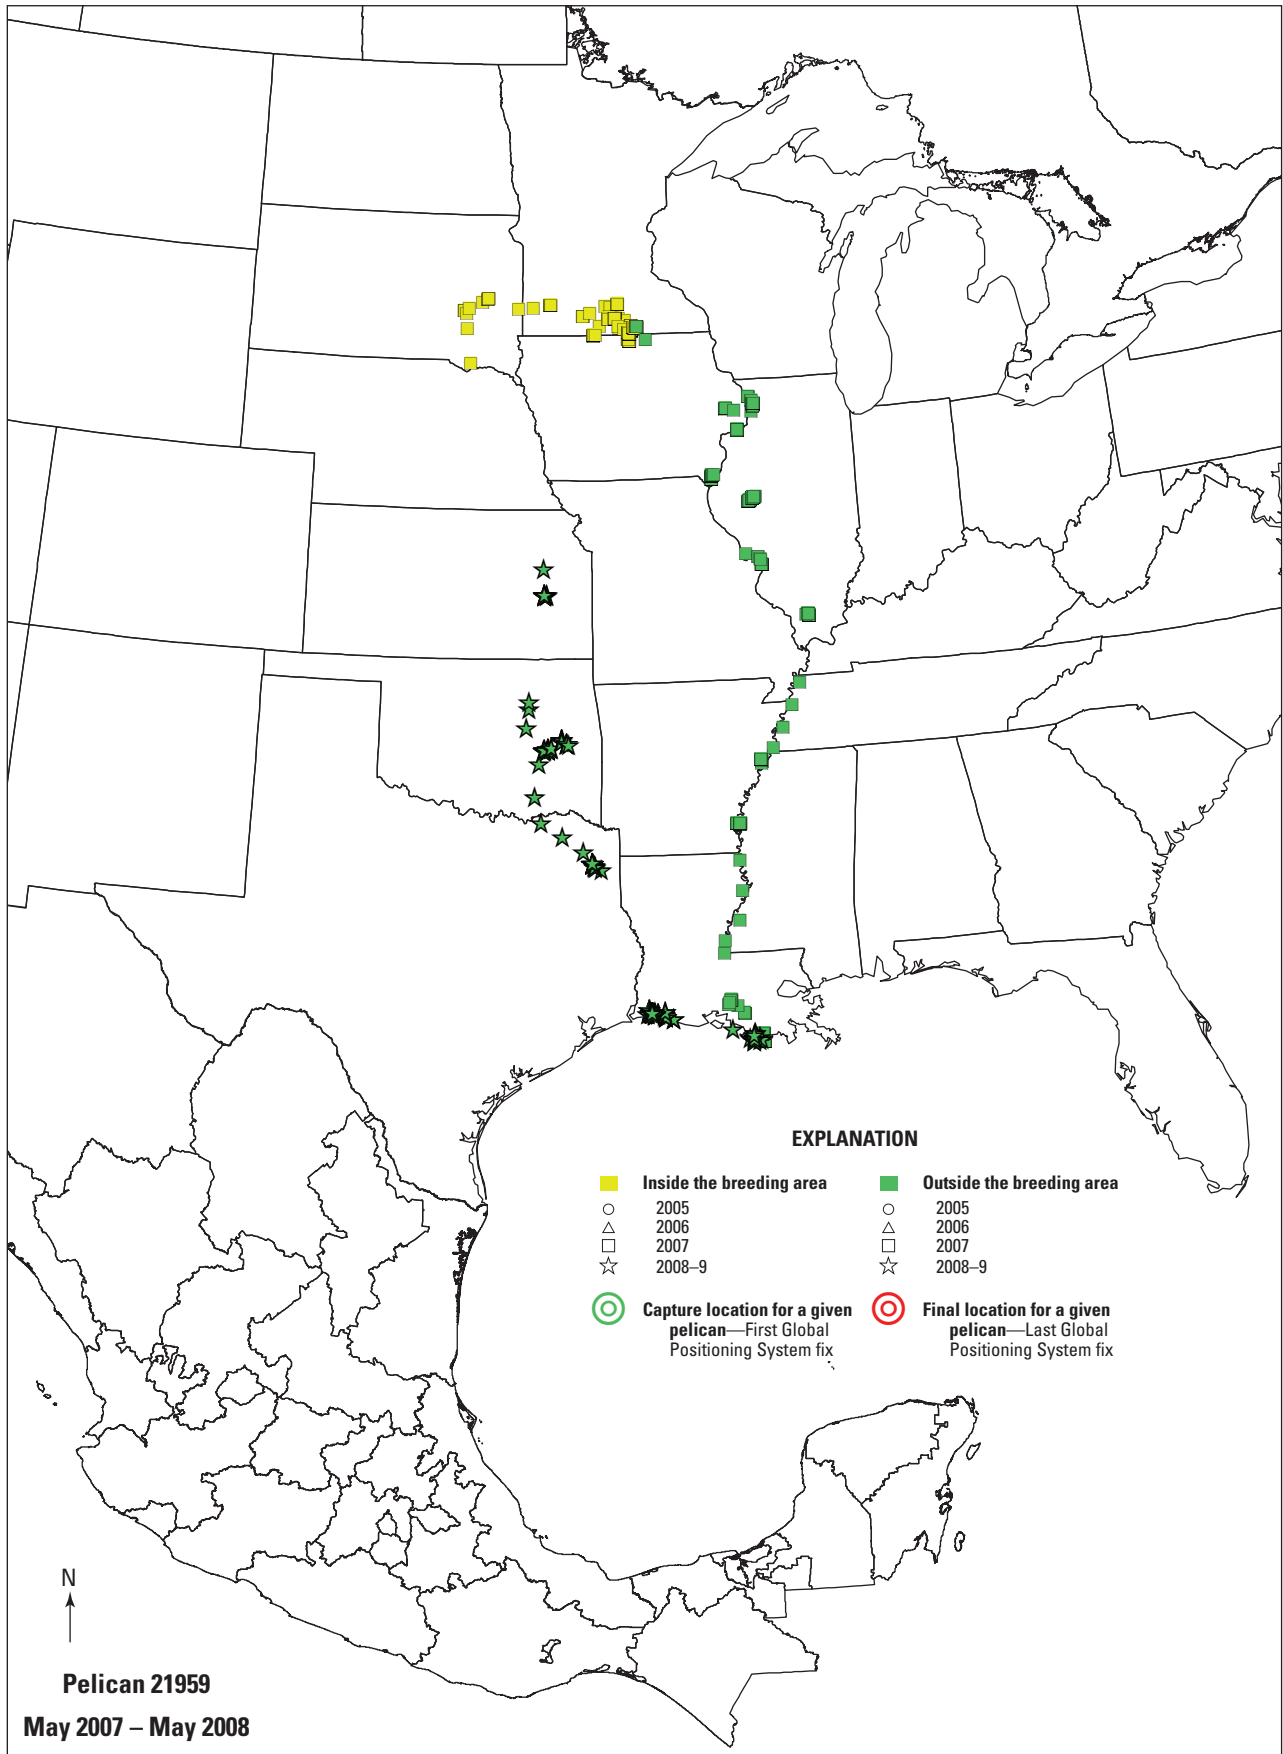 EXPLANATION
Inside the breeding area
2005
2006
2007
2008–9
Capture location for a given
pelican—First Global
Positioning System fix
Outside the breeding area
2005
2006
2007
2008–9
Final location for a given
pelican—Last Global
Positioning System fix
N
Pelican 21959
May 2007 – May 2008